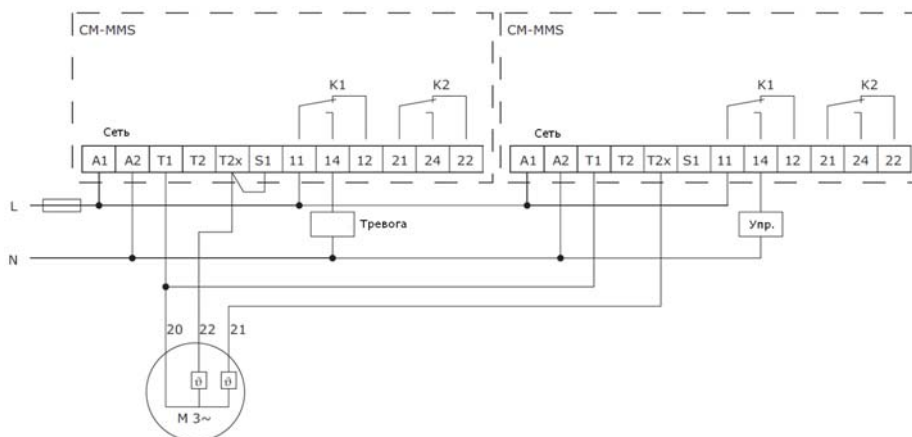 CM-MMS
CM-MMS
K1 K2
K1 K2
Сеть
Сеть
A1 A2 T1 T2 T2x S1 11 14 12 21 24 22
A1 A2 T1 T2 T2x S1 11 14 12 21 24 22
L
Тревога
Упр.
N
20 22 21
ϑ ϑ
M 3~